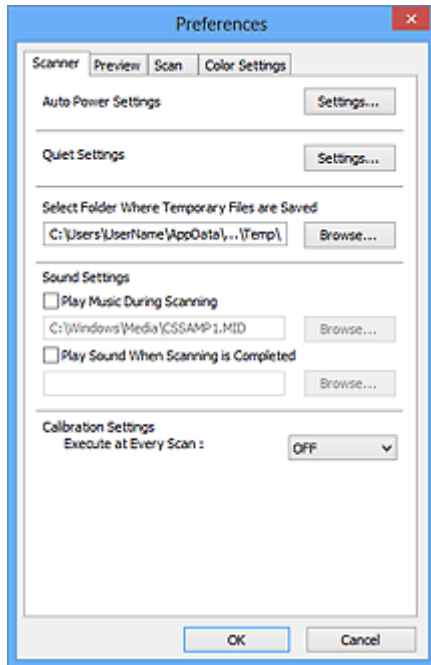 Preferences
Scanner Preview Scan Color Settings
Auto Power Settings Settings...
Quiet Settings Settings...
Select Folder Where Temporary Files are Saved
C:\Users\UserName\AppData\,...\Temp\ Browse...
Sound Settings
Play Music During Scanning
C:\Windows\Media\CSSAMP1.MID Browse...
Play Sound When Scanning is Completed
Browse...
Calibration Settings
Execute at Every Scan : OFF
OK Cancel